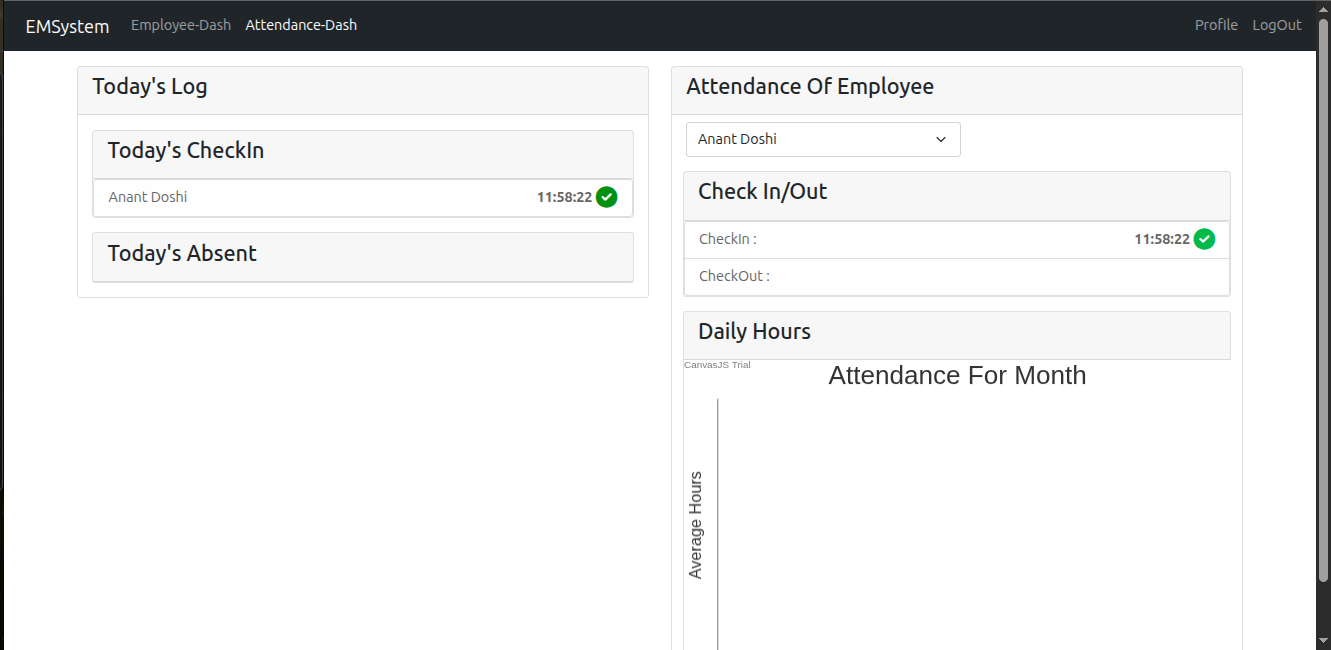 EMSystem Employee-Dash Attendance-Dash Profile LogOut
Today's Log
Today's CheckIn
Anant Doshi 11:58:22
Today's Absent
Attendance Of Employee
Anant Doshi
Check In/Out
CheckIn : 11:58:22
CheckOut :
Daily Hours
CanvasJS Trial
Attendance For Month
Average Hours